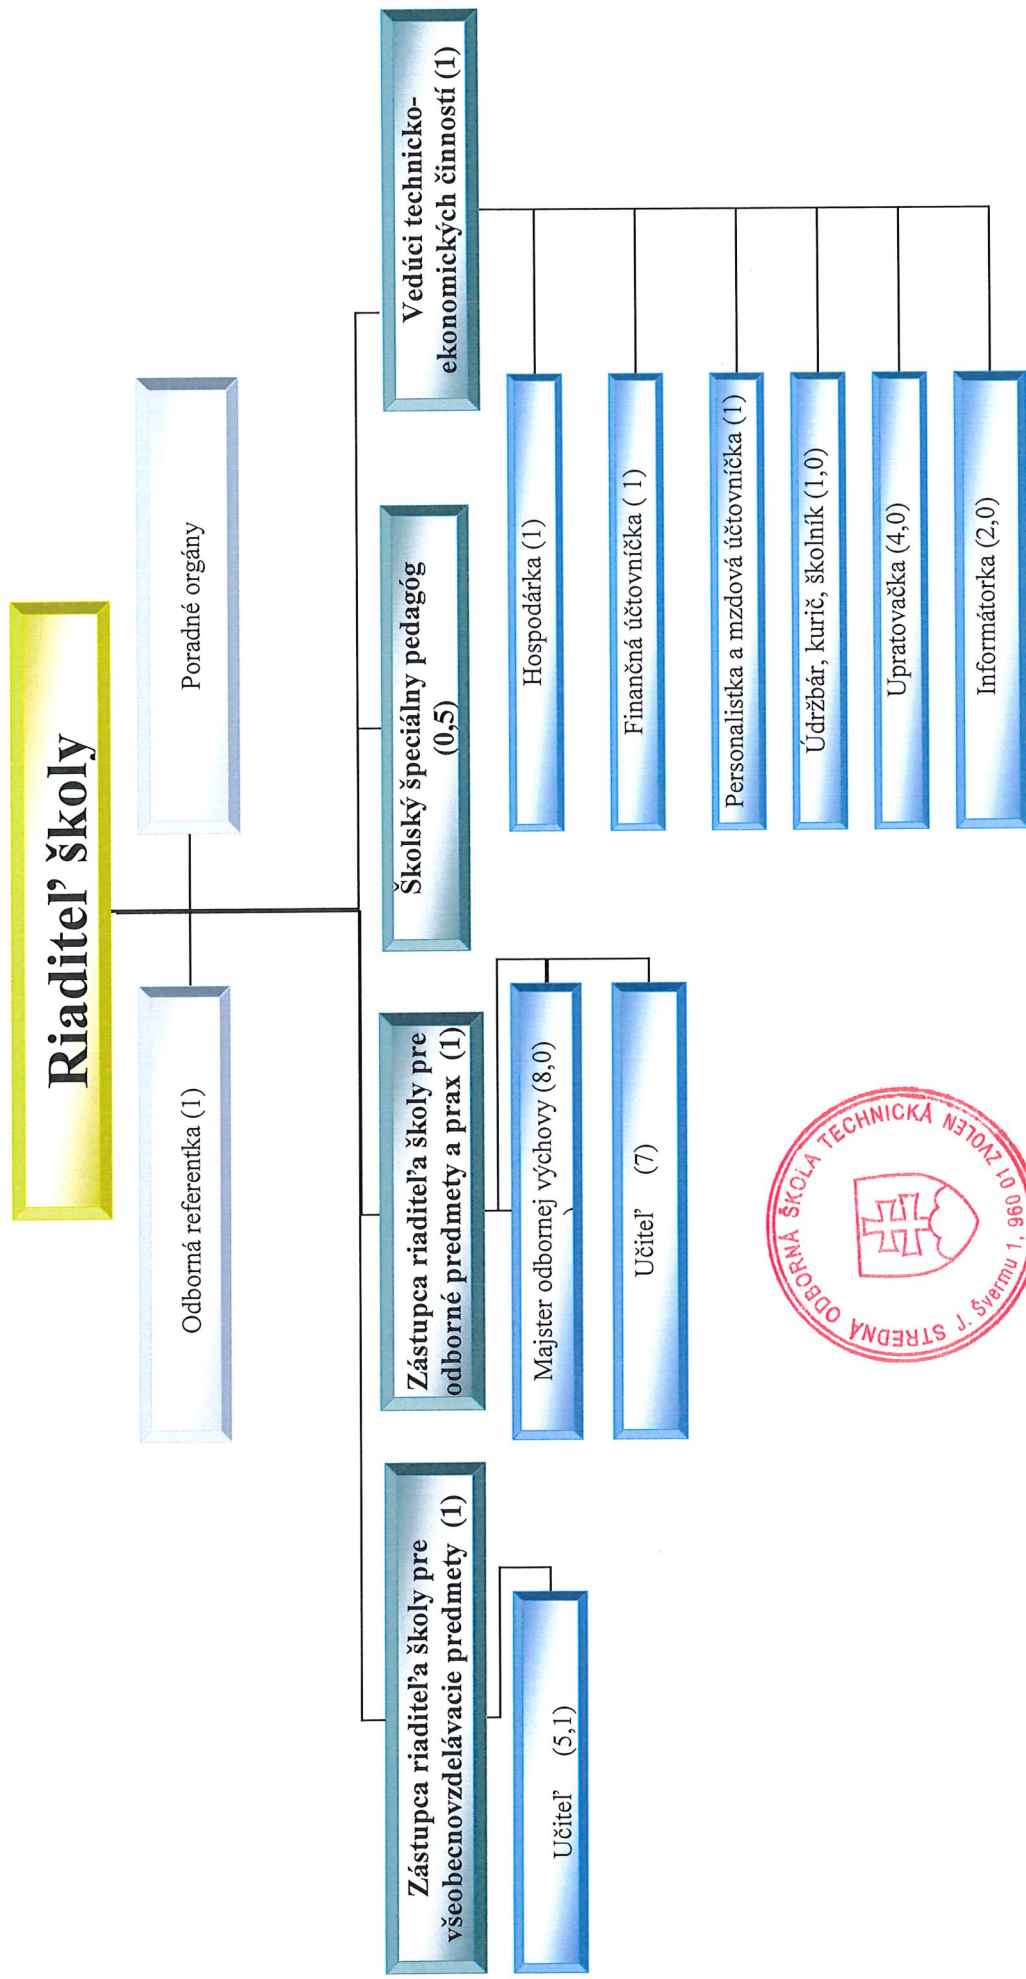 Riaditeľ školy
Odborná referentka (1)
Poradné orgány
Zástupca riaditeľa školy pre
všeobecnovzdelávacie predmety (1)
Zástupca riaditeľa školy pre
odborné predmety a prax (1)
Školský špeciálny pedagóg
(0,5)
Vedúci technicko-
ekonomických činností (1)
Učiteľ (5,1)
Majster odbornej výchovy (8,0)
Učiteľ (7)
Hospodárka (1)
Finančná účtovníčka ( 1)
Personalistka a mzdová účtovníčka (1)
Údržbár, kurič, školník (1,0)
Upratovačka (4,0)
Informátorka (2,0)
STREDNÁ ODBORNÁ ŠKOLA TECHNICKÁ
J. Švermu 1, 960 01 ZVOLEN